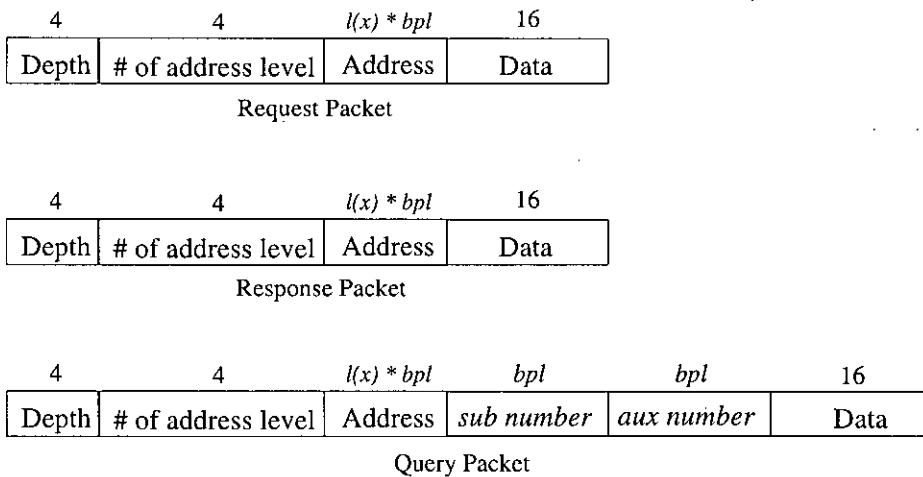 4 4 l(x) * bpl 16
Depth # of address level Address Data
Request Packet
4 4 l(x) * bpl 16
Depth # of address level Address Data
Response Packet
4 4 l(x) * bpl bpl bpl 16
Depth # of address level Address sub number aux number Data
Query Packet